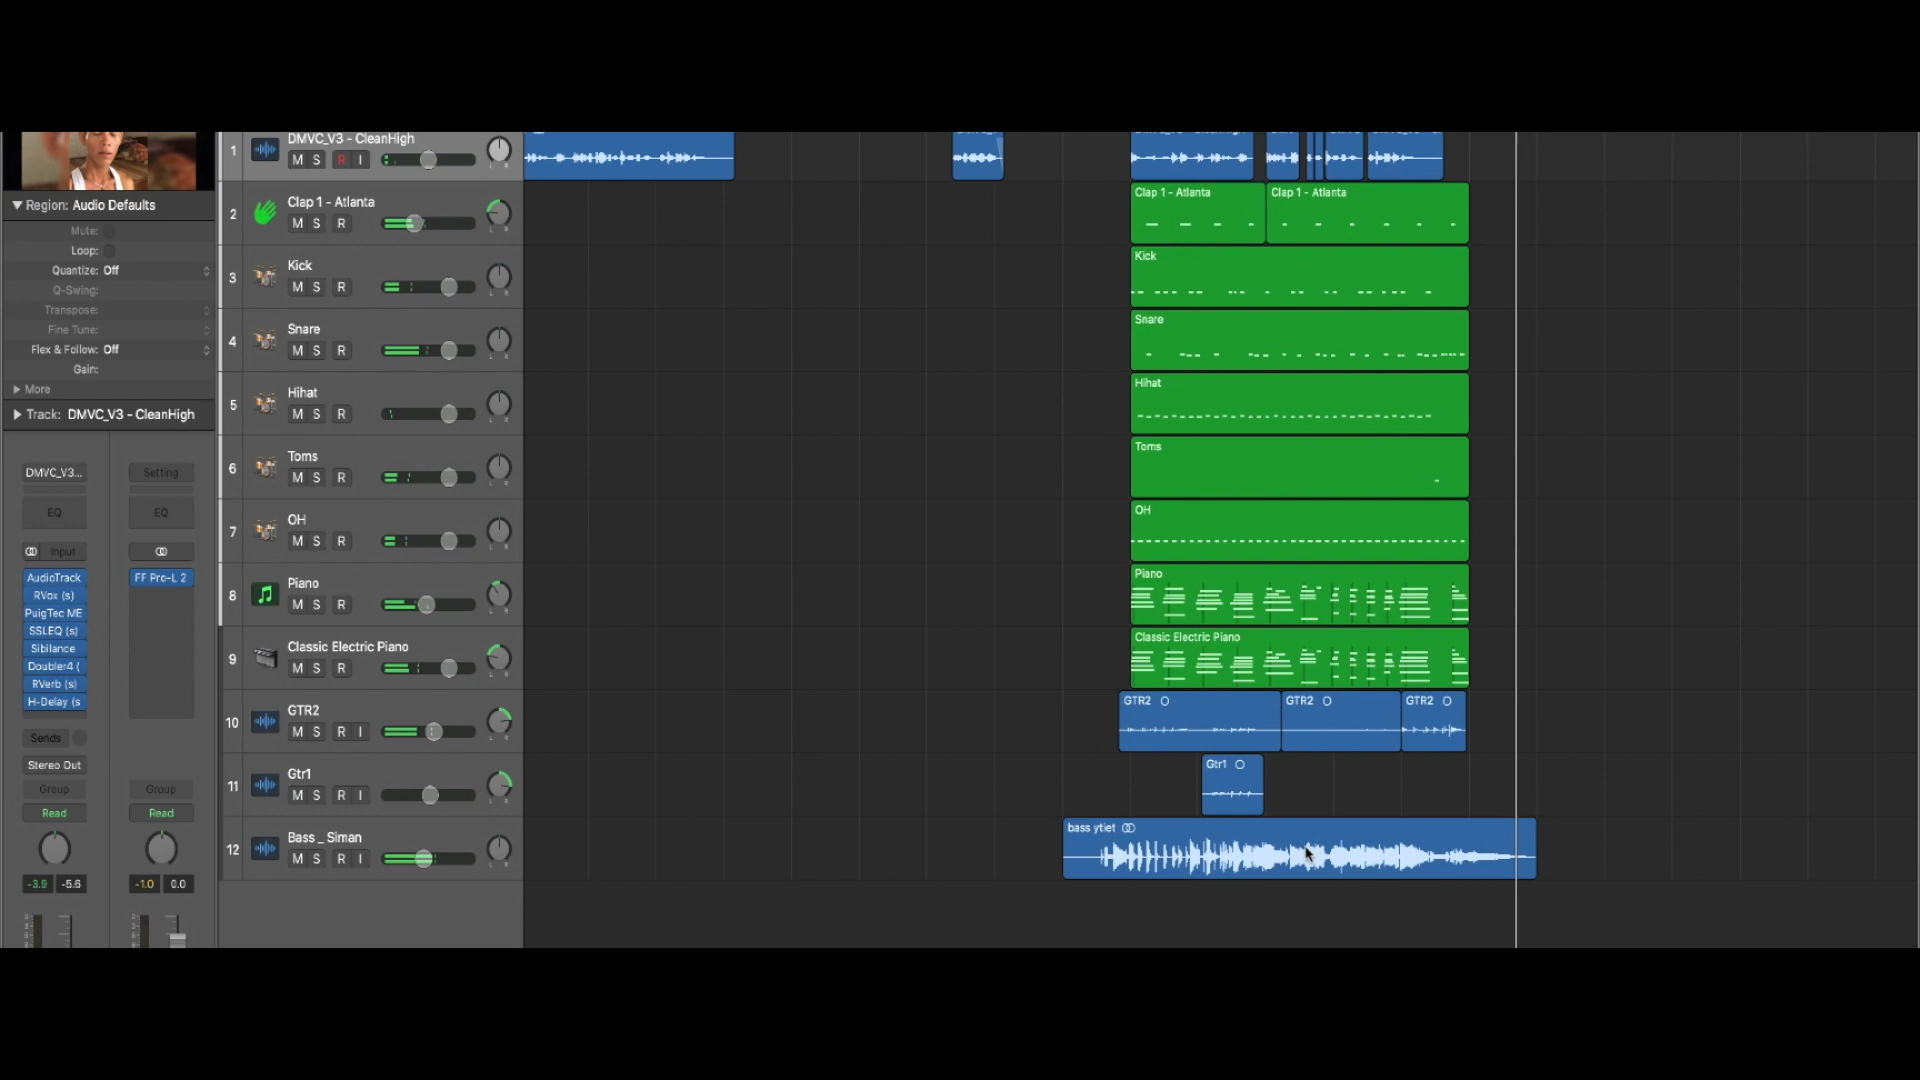 Region: Audio Defaults
Mute:
Loop:
Quantize: Off
Q-Swing:
Transpose:
Fine Tune:
Flex & Follow: Off
Gain:
More
Track: DMVC_V3 - CleanHigh
DMVC_V3... Setting
EQ EQ
Input
AudioTrack FF Pro-L 2
RVox (s)
PuigTec ME
SSLEQ (s)
Sibilance
Doubler4 (
RVerb (s)
H-Delay (s
Sends
Stereo Out
Group Group
Read Read
-3.9 -5.6 -1.0 0.0
1 DMVC_V3 - CleanHigh
M S R I
2 Clap 1 - Atlanta
M S R L R
Clap 1 - Atlanta Clap 1 - Atlanta
3 Kick
M S R L R
Kick
4 Snare
M S R L R
Snare
5 Hihat
M S R L R
Hihat
6 Toms
M S R L R
Toms
7 OH
M S R L R
OH
8 Piano
M S R L R
Piano
9 Classic Electric Piano
M S R L R
Classic Electric Piano
10 GTR2
M S R I L R
GTR2 GTR2 GTR2
11 Gtr1
M S R I L R
Gtr1
12 Bass _ Siman
M S R I L R
bass ytiet